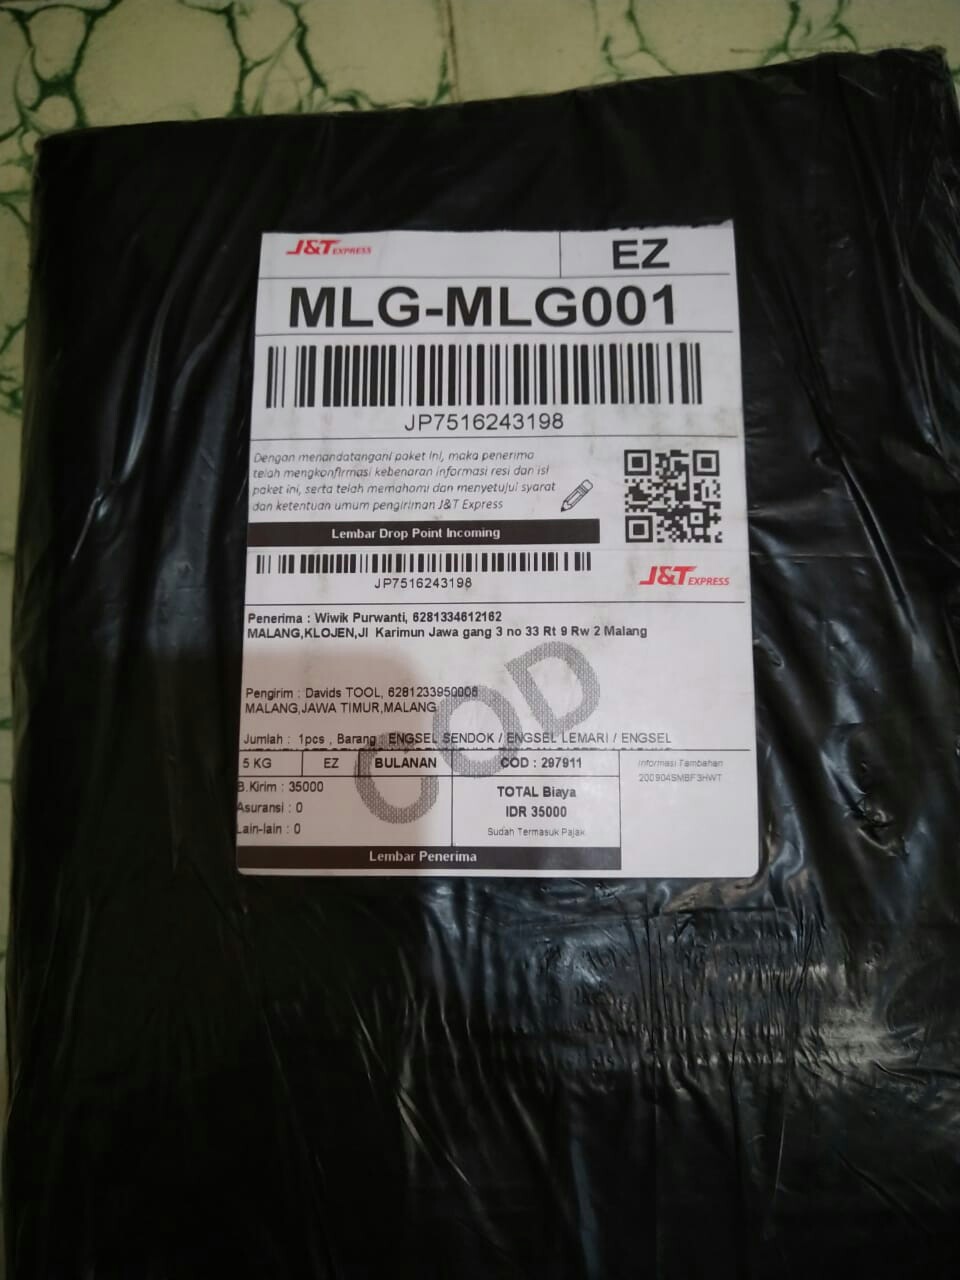 J&T EXPRESS
EZ
MLG-MLG001
JP7516243198
Dengan menandatangani paket ini, maka penerima
telah mengkonfirmasi kebenaran informasi resi dan isi
paket ini, serta telah memahami dan menyetujui syarat
dan ketentuan umum pengiriman J&T Express
Lembar Drop Point Incoming
JP7516243198
J&T EXPRESS
Penerima : Wiwik Purwanti, 6281334612162
MALANG,KLOJEN,Jl Karimun Jawa gang 3 no 33 Rt 9 Rw 2 Malang
COD
Pengirim : Davids TOOL, 6281233950008
MALANG,JAWA TIMUR,MALANG
Jumlah : 1pcs , Barang : ENGSEL SENDOK / ENGSEL LEMARI / ENGSEL
5 KG EZ BULANAN COD : 297911
Informasi Tambahan
200904SMBF3HWT
B.Kirim : 35000
Asuransi : 0
Lain-lain : 0
TOTAL Biaya
IDR 35000
Sudah Termasuk Pajak
Lembar Penerima